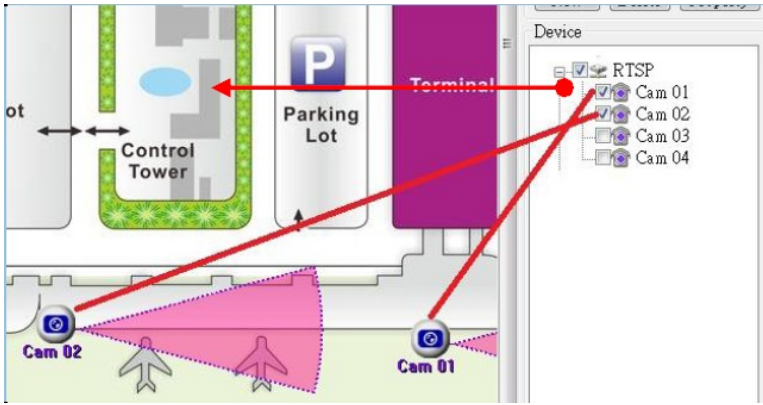 Device
RTSP
Cam 01
Cam 02
Cam 03
Cam 04
P
Parking
Lot
Terminal
ot
Control
Tower
Cam 02
Cam 01